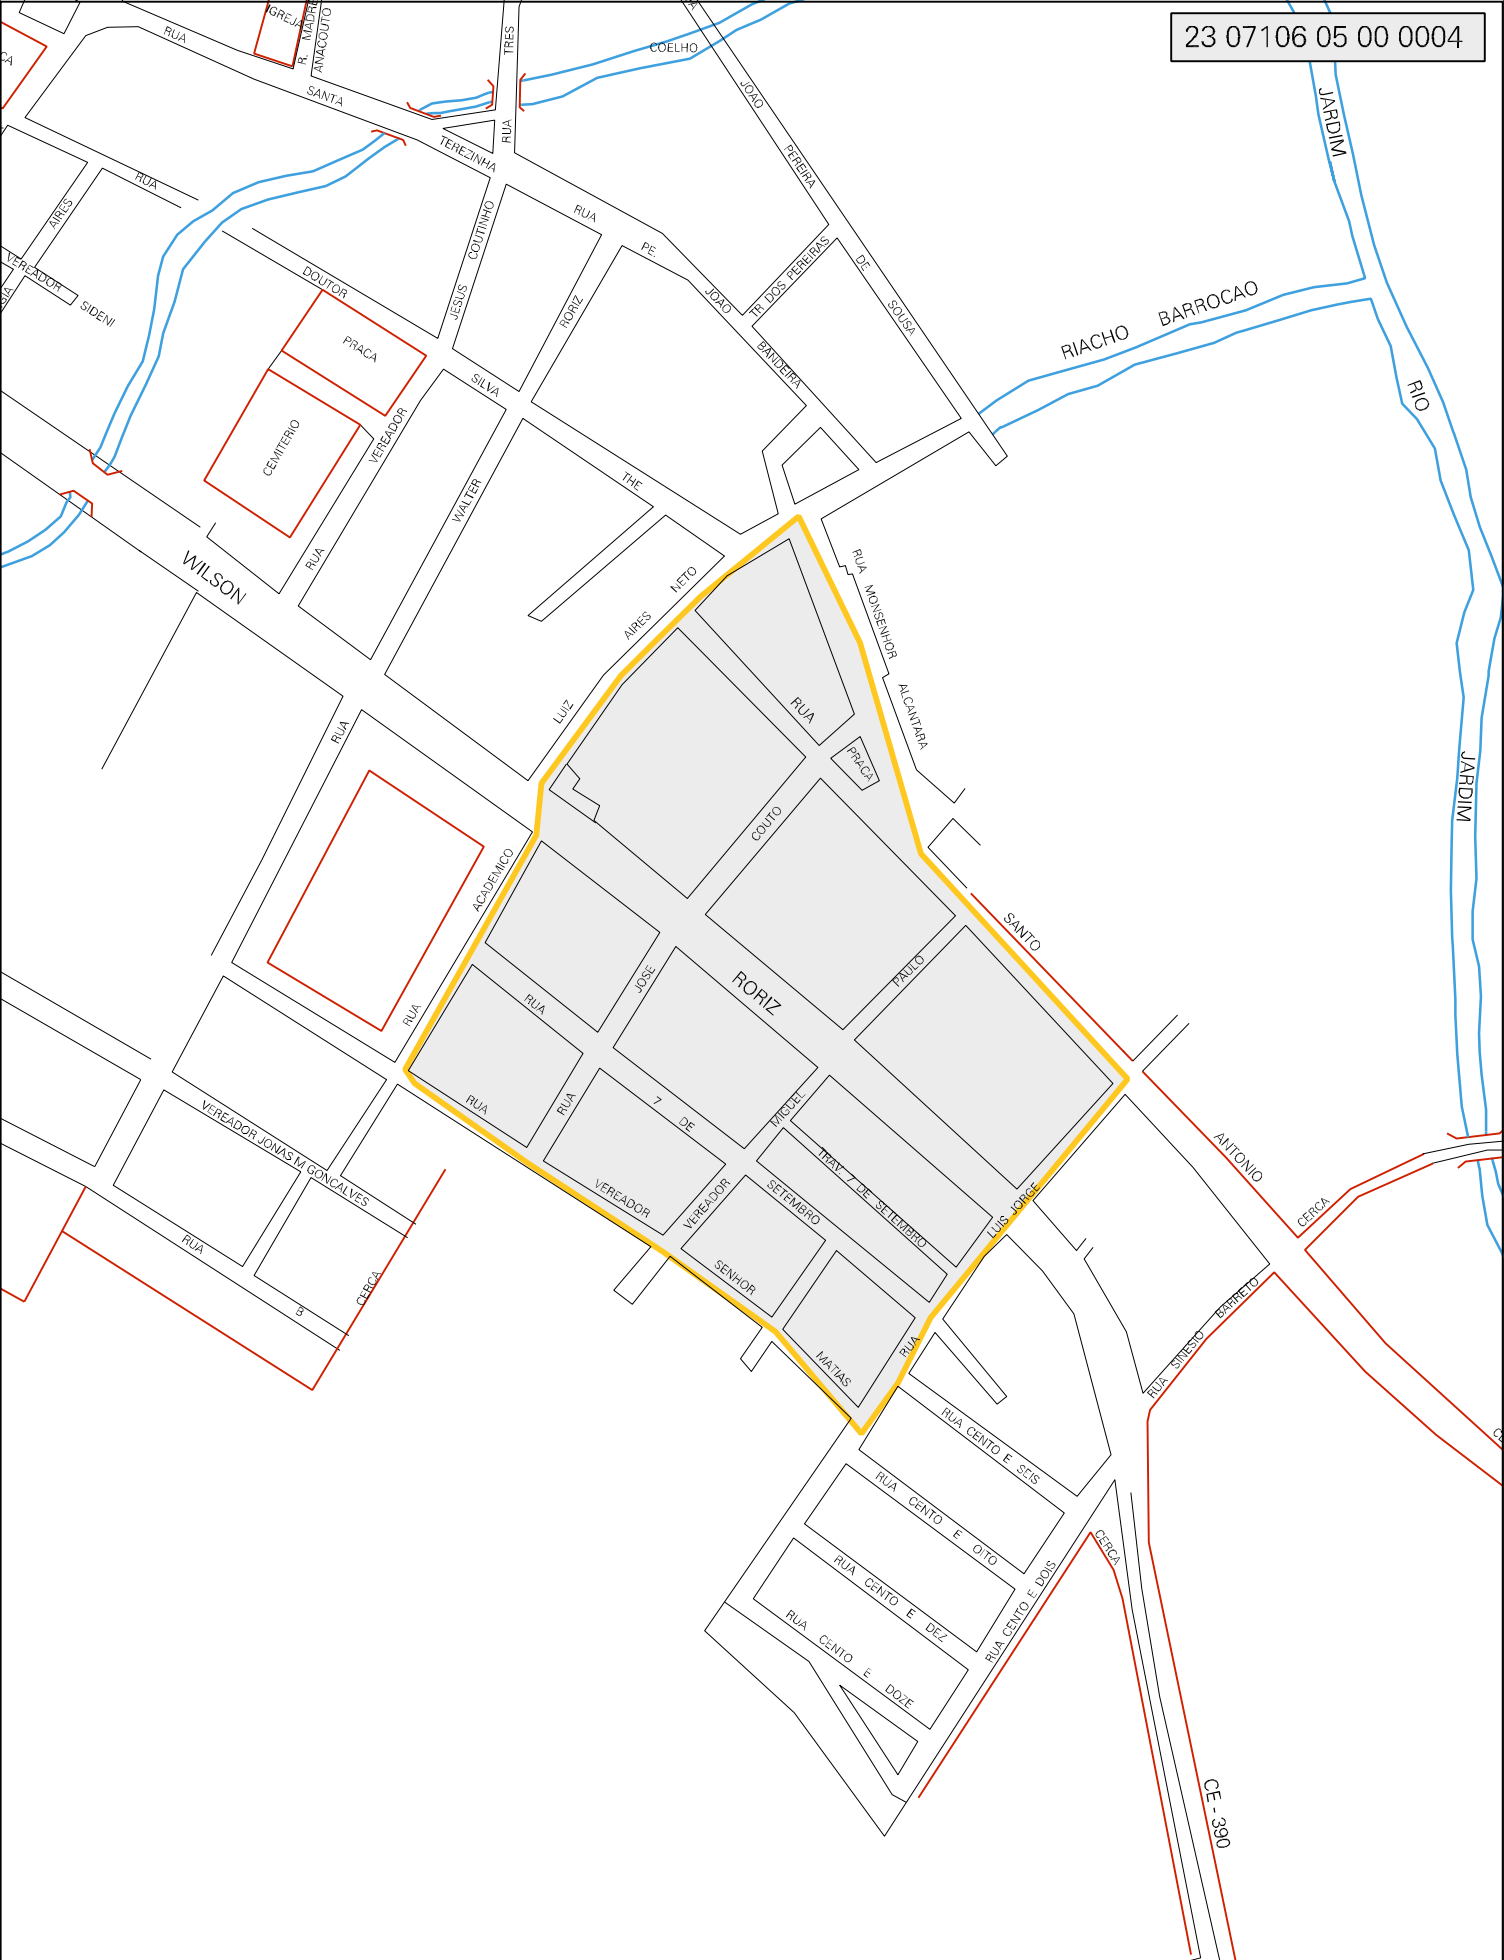 23 07106 05 00 0004
IGREJA
R. MADRE
ANACOUTO
RUA
TRES
COELHO
SANTA
RUA
TEREZINHA
JOAO
PEREIRA
DE
SOUSA
JARDIM
RUA
AIRES
VEREADOR
SIDENI
DOUTOR
JESUS
COUTINHO
RUA
PE.
JOAO
BANDEIRA
TR DOS PEREIRAS
RORIZ
RIACHO BARROCAO
RIO
PRACA
SILVA
CEMITERIO
VEREADOR
RUA
WALTER
THE
WILSON
AIRES
NETO
LUIZ
RUA
MONSENHOR
ALCANTARA
RUA
RUA
PRACA
COUTO
JARDIM
ACADEMICO
RUA
SANTO
PAULO
RORIZ
JOSE
RUA
RUA
RUA
7 DE
MIGUEL
VEREADOR JONAS M GONCALVES
TRAV. 7 DE SETEMBRO
SETEMBRO
VEREADOR
VEREADOR
LUIS JORGE
ANTONIO
CERCA
RUA
B
CERCA
SENHOR
MATIAS
RUA
RUA SINESIO BARRETO
RUA CENTO E SEIS
RUA CENTO E OITO
RUA CENTO E DEZ
RUA CENTO E DOZE
RUA CENTO E DOIS
CERCA
CE - 390